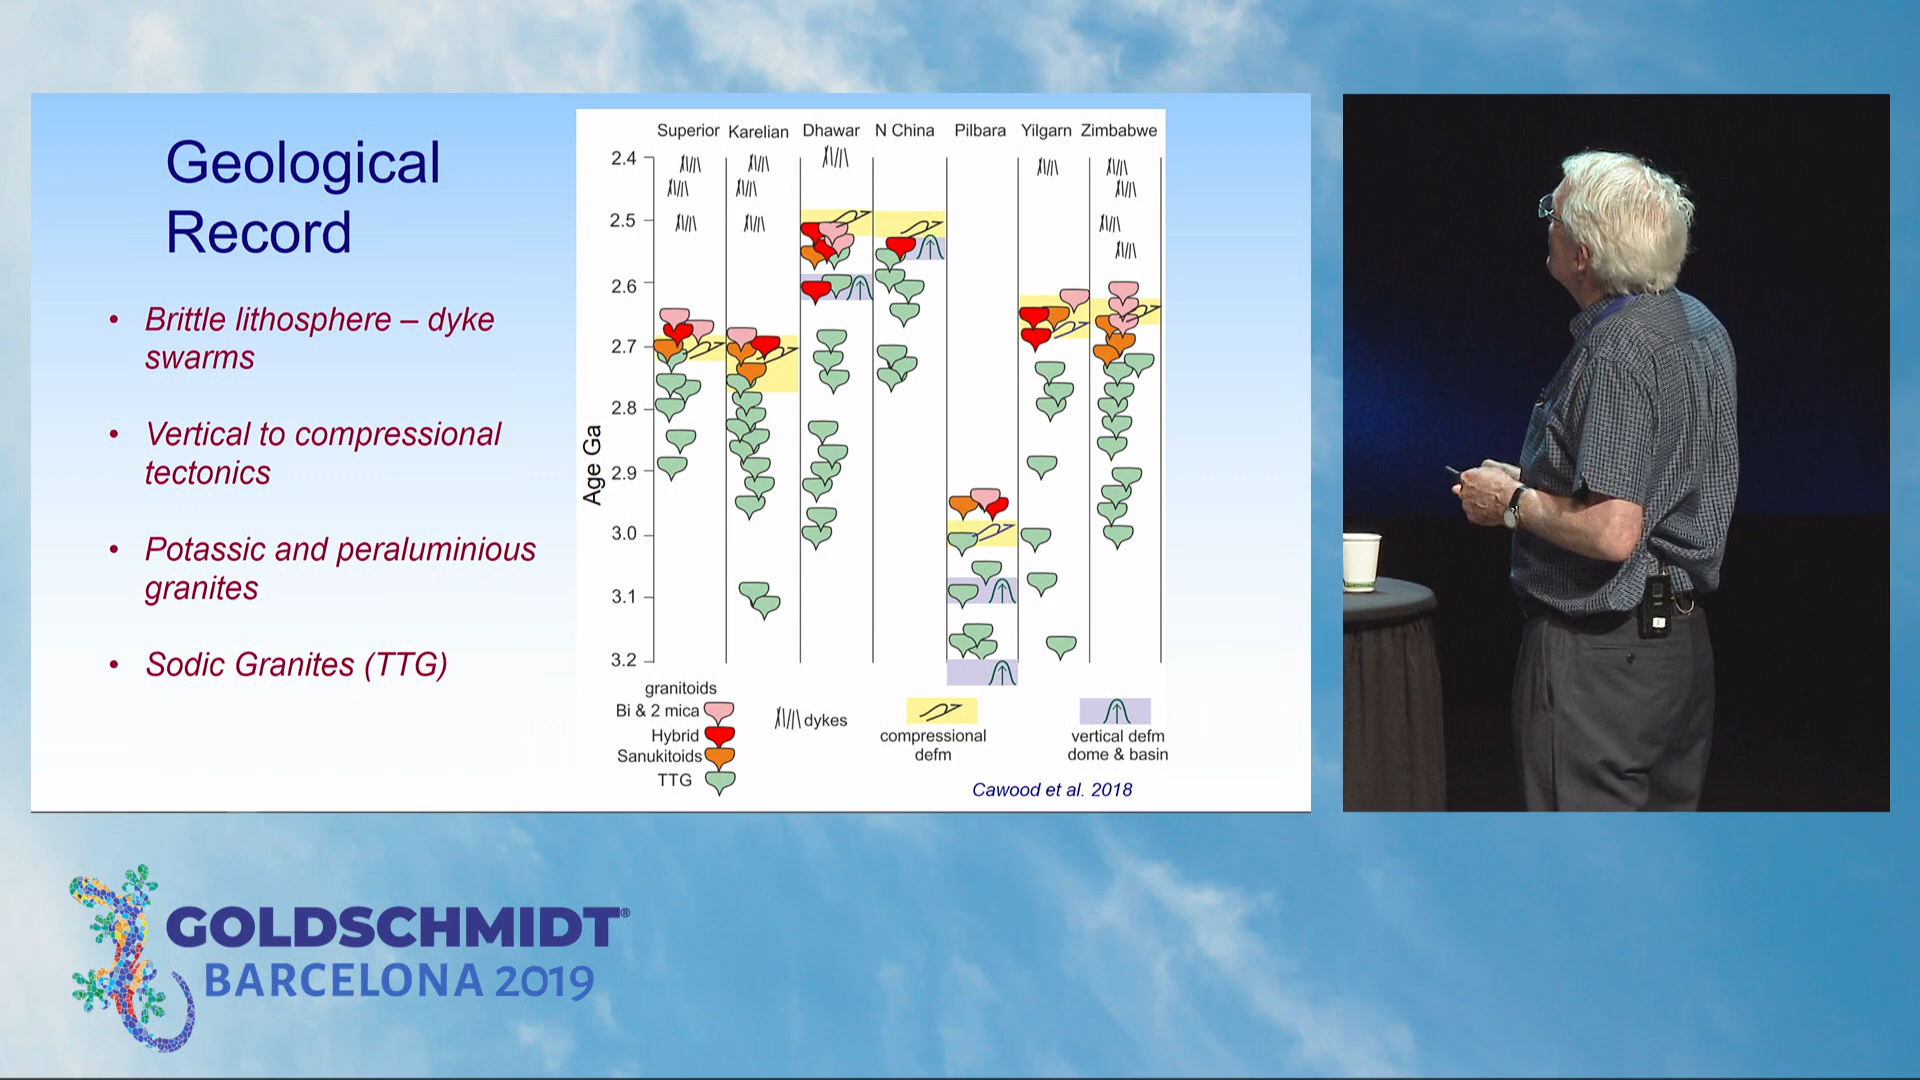 Geological
Record
• Brittle lithosphere – dyke
swarms
• Vertical to compressional
tectonics
• Potassic and peraluminious
granites
• Sodic Granites (TTG)
Superior Karelian Dhawar N China Pilbara Yilgarn Zimbabwe
Age Ga
2.4
2.5
2.6
2.7
2.8
2.9
3.0
3.1
3.2
granitoids
Bi & 2 mica
Hybrid
Sanukitoids
TTG
dykes
compressional
defm
vertical defm
dome & basin
Cawood et al. 2018
GOLDSCHMIDT®
BARCELONA 2019